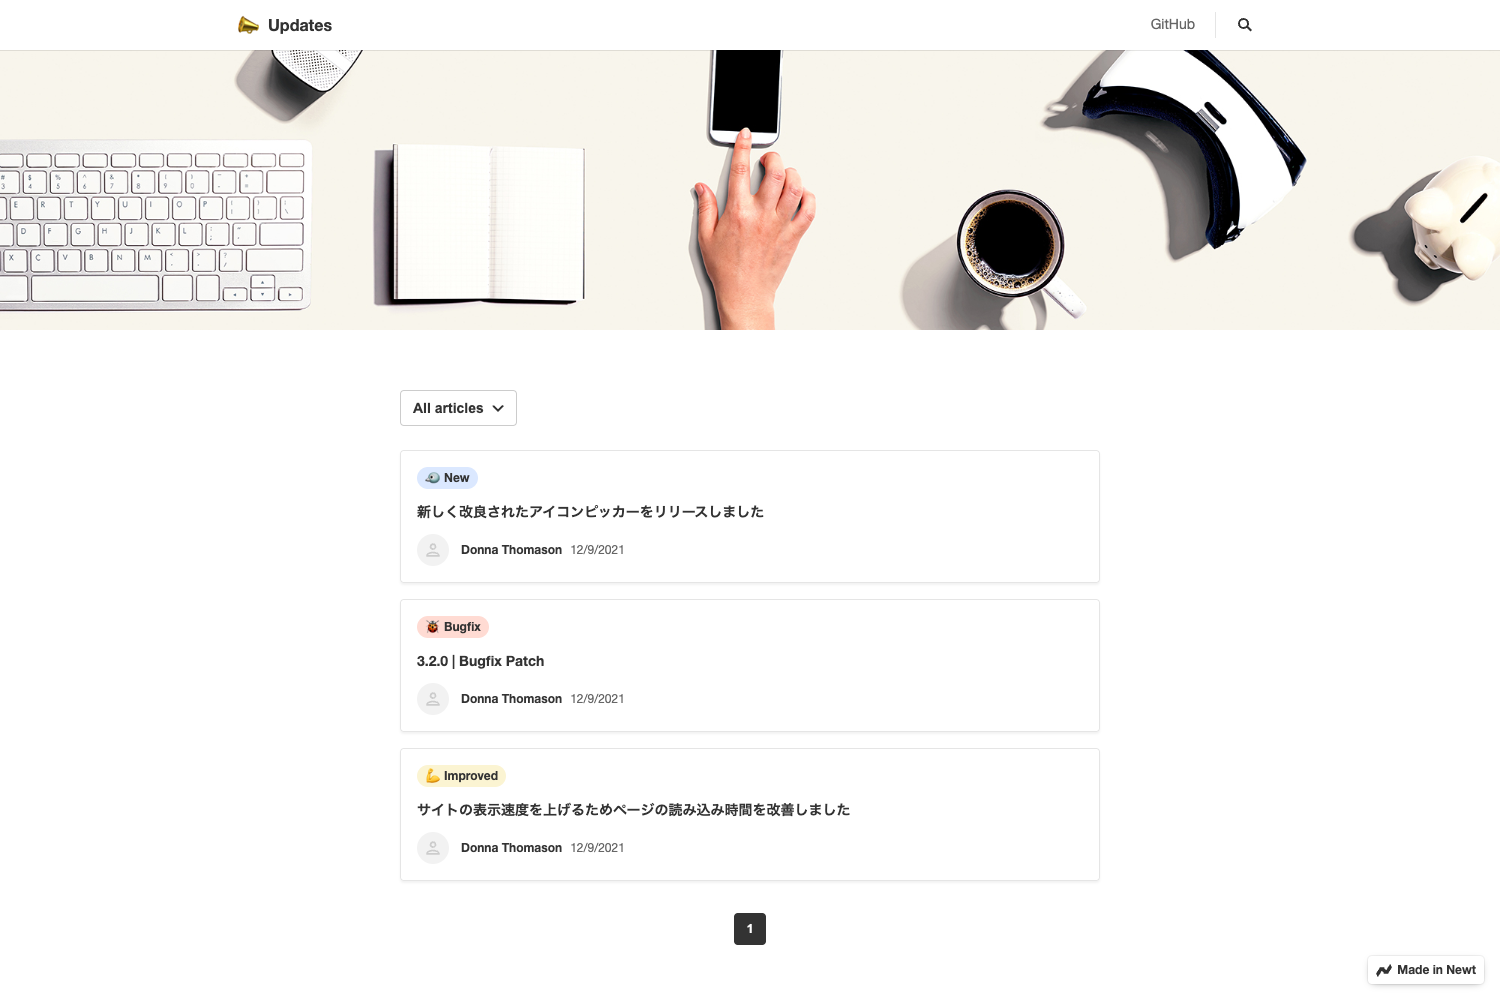 Updates
GitHub
All articles
New
新しく改良されたアイコンピッカーをリリースしました
Donna Thomason 12/9/2021
Bugfix
3.2.0 | Bugfix Patch
Donna Thomason 12/9/2021
Improved
サイトの表示速度を上げるためページの読み込み時間を改善しました
Donna Thomason 12/9/2021
1
Made in Newt